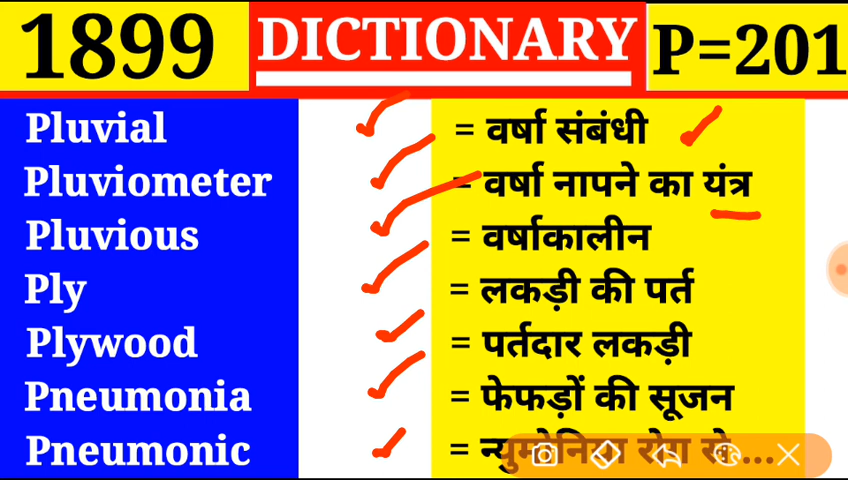 1899 DICTIONARY P=201
Pluvial = वर्षा संबंधी
Pluviometer = वर्षा नापने का यंत्र
Pluvious = वर्षाकालीन
Ply = लकड़ी की पर्त
Plywood = पर्तदार लकड़ी
Pneumonia = फेफड़ों की सूजन
Pneumonic = न्युमोनिया रोग से ...